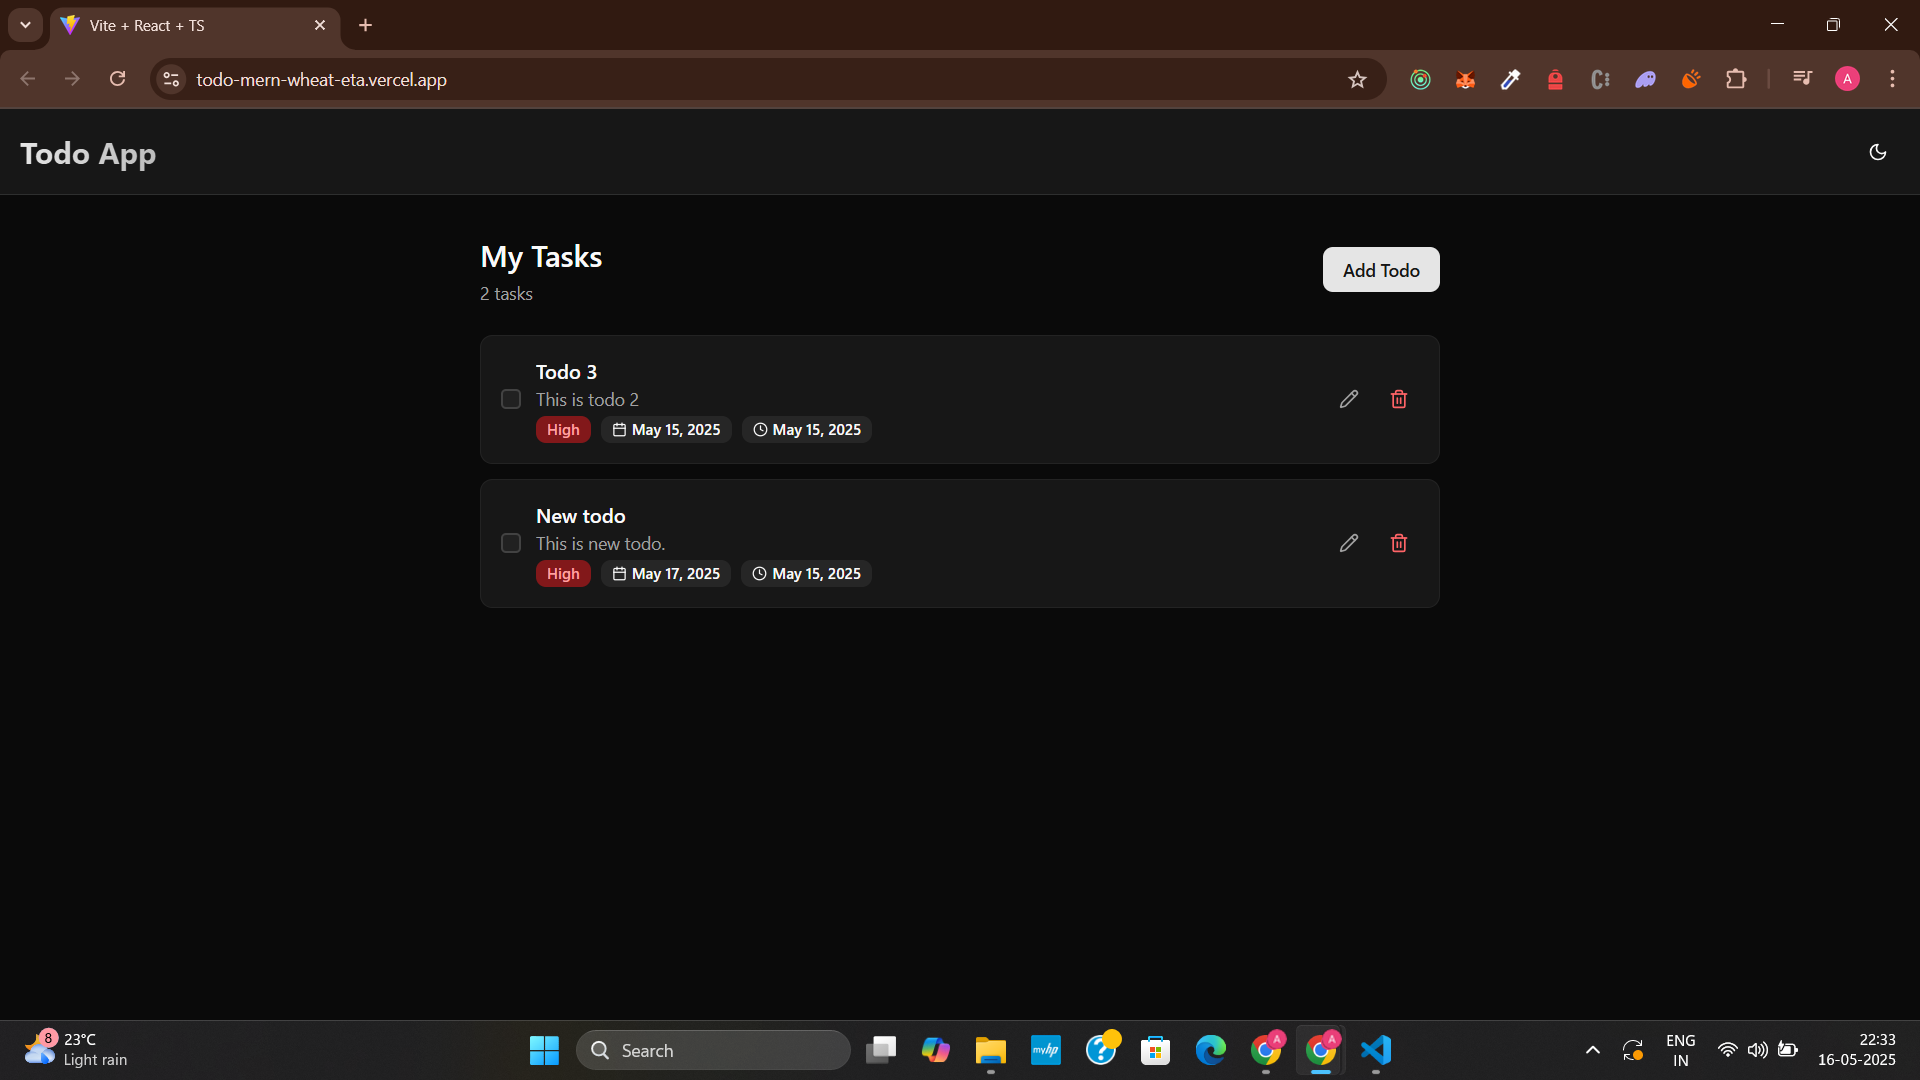 Vite + React + TS
todo-mern-wheat-eta.vercel.app
A
Todo App
My Tasks
2 tasks
Add Todo
Todo 3
This is todo 2
High May 15, 2025 May 15, 2025
New todo
This is new todo.
High May 17, 2025 May 15, 2025
8
23°C
Light rain
Search
myhp
A
A
ENG
IN
22:33
16-05-2025